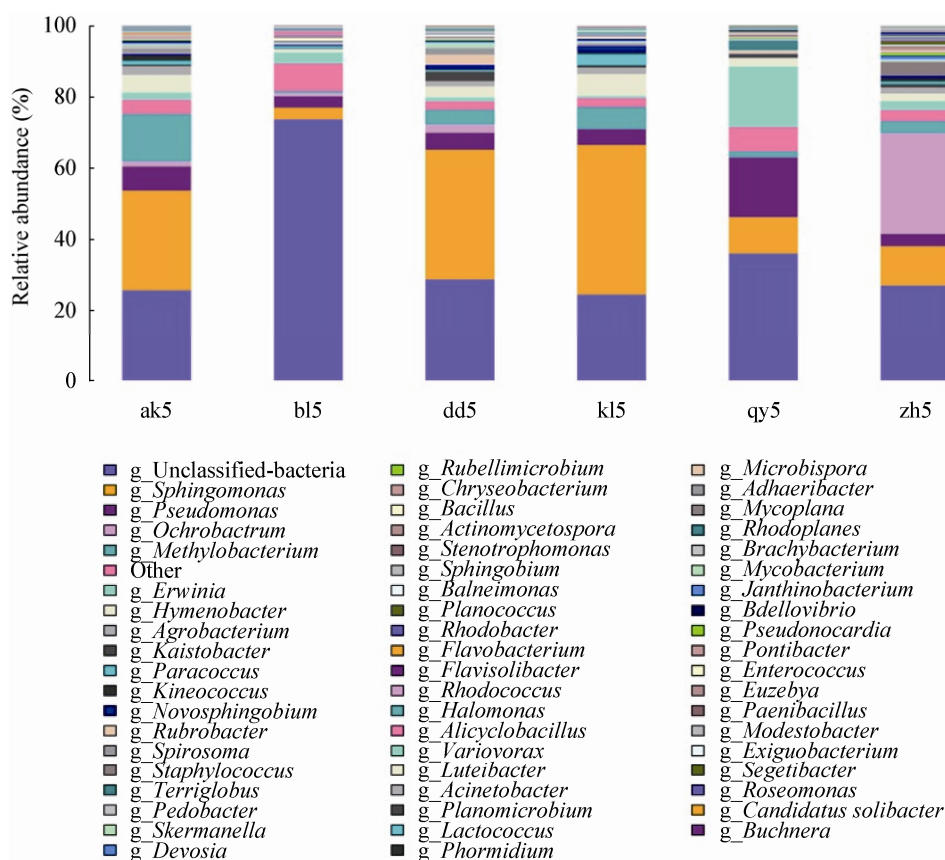 Relative abundance (%)
100
80
60
40
20
0
ak5
bl5
dd5
kl5
qy5
zh5
g_Unclassified-bacteria
g_Sphingomonas
g_Pseudomonas
g_Ochrobactrum
g_Methylobacterium
Other
g_Erwinia
g_Hymenobacter
g_Agrobacterium
g_Kaistobacter
g_Paracoccus
g_Kineococcus
g_Novosphingobium
g_Rubrobacter
g_Spirosoma
g_Staphylococcus
g_Terriglobus
g_Pedobacter
g_Skermanella
g_Devosia
g_Rubellimicrobium
g_Chryseobacterium
g_Bacillus
g_Actinomycetospora
g_Stenotrophomonas
g_Sphingobium
g_Balneimonas
g_Planococcus
g_Rhodobacter
g_Flavobacterium
g_Flavisolibacter
g_Rhodococcus
g_Halomonas
g_Alicyclobacillus
g_Variovorax
g_Luteibacter
g_Acinetobacter
g_Planomicrobium
g_Lactococcus
g_Phormidium
g_Microbispora
g_Adhaeribacter
g_Mycoplana
g_Rhodoplanes
g_Brachybacterium
g_Mycobacterium
g_Janthinobacterium
g_Bdellovibrio
g_Pseudonocardia
g_Pontibacter
g_Enterococcus
g_Euzebya
g_Paenibacillus
g_Modestobacter
g_Exiguobacterium
g_Segetibacter
g_Roseomonas
g_Candidatus solibacter
g_Buchnera